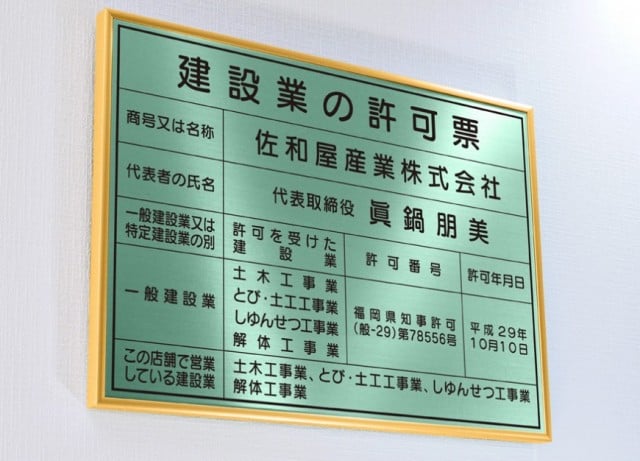 建設業の許可票
商号又は名称
佐和屋産業株式会社
代表者の氏名
代表取締役 眞鍋朋美
一般建設業又は
特定建設業の別
許可を受けた
建設業
許可番号
許可年月日
一般建設業
土木工事業
とび・土工工事業
しゆんせつ工事業
解体工事業
福岡県知事許可
(般-29)第78556号
平成29年
10月10日
この店舗で営業
している建設業
土木工事業、とび・土工工事業、しゆんせつ工事業
解体工事業